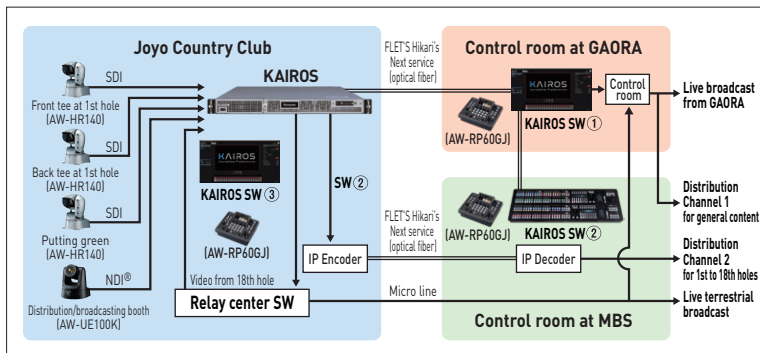 Joyo Country Club
SDI
Front tee at 1st hole
(AW-HR140)
SDI
Back tee at 1st hole
(AW-HR140)
SDI
Putting green
(AW-HR140)
NDI®
Distribution/broadcasting booth
(AW-UE100K)
KAIROS
KAIROS SW③
(AW-RP60GJ)
Video from 18th hole
Relay center SW
SW②
IP Encoder
FLET'S Hikari's
Next service
(optical fiber)
FLET'S Hikari's
Next service
(optical fiber)
Micro line
Control room at GAORA
KAIROS
(AW-RP60GJ)
KAIROS SW①
Control
room
(AW-RP60GJ)
KAIROS SW②
IP Decoder
Control room at MBS
Live broadcast
from GAORA
Distribution
Channel 1
for general content
Distribution
Channel 2
for 1st to 18th holes
Live terrestrial
broadcast